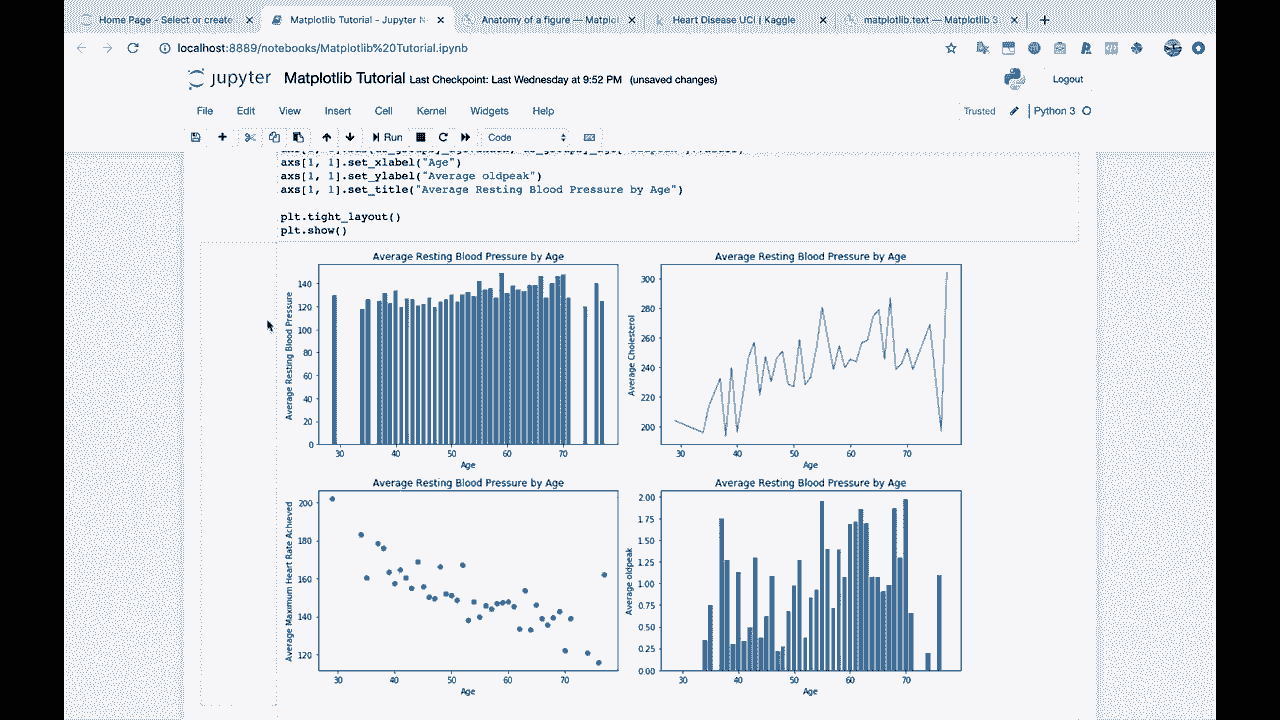 Home Page - Select or create
Matplotlib Tutorial - Jupyter N
Anatomy of a figure — Matplo
Heart Disease UCI | Kaggle
matplotlib.text — Matplotlib 3
localhost:8889/notebooks/Matplotlib%20Tutorial.ipynb
jupyter Matplotlib Tutorial Last Checkpoint: Last Wednesday at 9:52 PM (unsaved changes)
Logout
File Edit View Insert Cell Kernel Widgets Help
Trusted
Python 3
Run
Code
axs[1, 1].set_xlabel("Age")
axs[1, 1].set_ylabel("Average oldpeak")
axs[1, 1].set_title("Average Resting Blood Pressure by Age")
plt.tight_layout()
plt.show()
Average Resting Blood Pressure by Age
Average Resting Blood Pressure
140
120
100
80
60
40
20
0
30 40 50 60 70
Age
Average Resting Blood Pressure by Age
Average Cholesterol
300
280
260
240
220
200
30 40 50 60 70
Age
Average Resting Blood Pressure by Age
Average Maximum Heart Rate Achieved
200
180
160
140
120
30 40 50 60 70
Age
Average Resting Blood Pressure by Age
Average oldpeak
2.00
1.75
1.50
1.25
1.00
0.75
0.50
0.25
0.00
30 40 50 60 70
Age